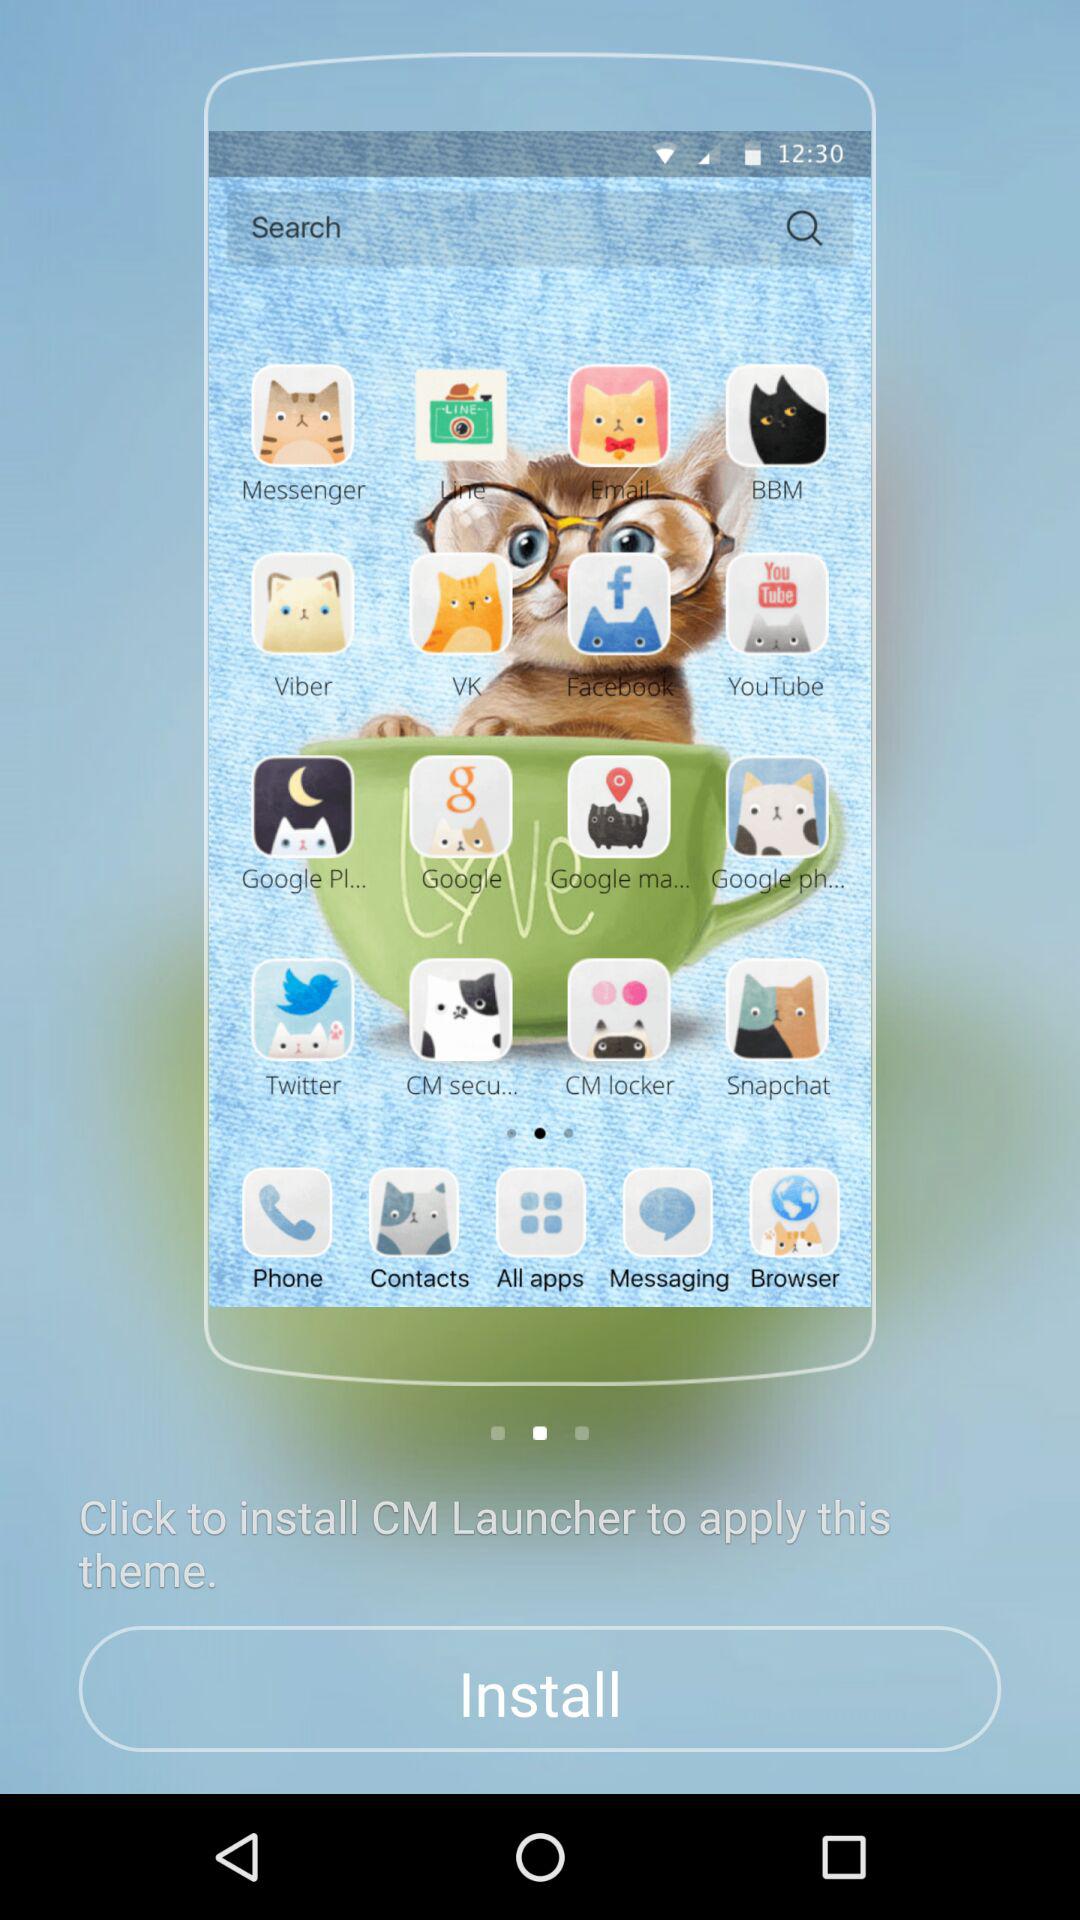 12:30
Search
LINE
Messenger Line Email BBM
f You Tube
Viber VK Facebook YouTube
g
Google Pl... Google Google ma... Google ph...
Love
Twitter CM secu... CM locker Snapchat
Phone Contacts All apps Messaging Browser
Click to install CM Launcher to apply this
theme.
Install